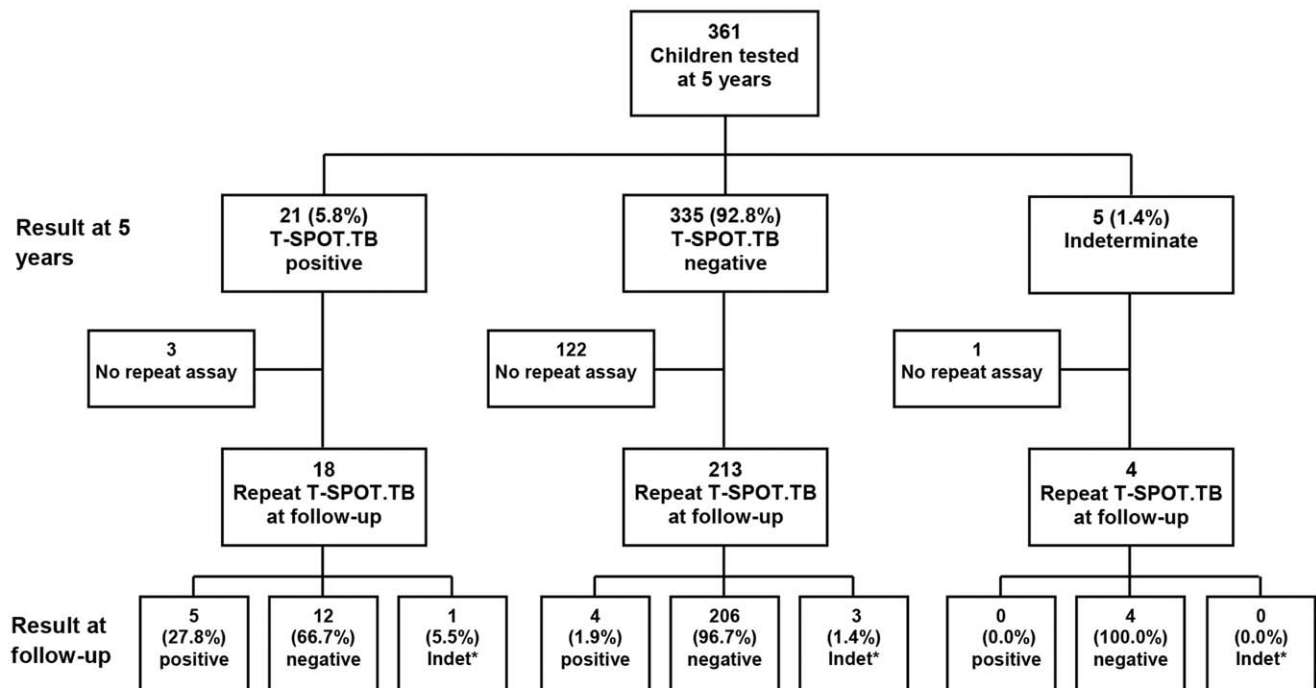 361
Children tested
at 5 years
Result at 5
years
21 (5.8%)
T-SPOT.TB
positive
335 (92.8%)
T-SPOT.TB
negative
5 (1.4%)
Indeterminate
3
No repeat assay
122
No repeat assay
1
No repeat assay
18
Repeat T-SPOT.TB
at follow-up
213
Repeat T-SPOT.TB
at follow-up
4
Repeat T-SPOT.TB
at follow-up
Result at
follow-up
5
(27.8%)
positive
12
(66.7%)
negative
1
(5.5%)
Indet*
4
(1.9%)
positive
206
(96.7%)
negative
3
(1.4%)
Indet*
0
(0.0%)
positive
4
(100.0%)
negative
0
(0.0%)
Indet*